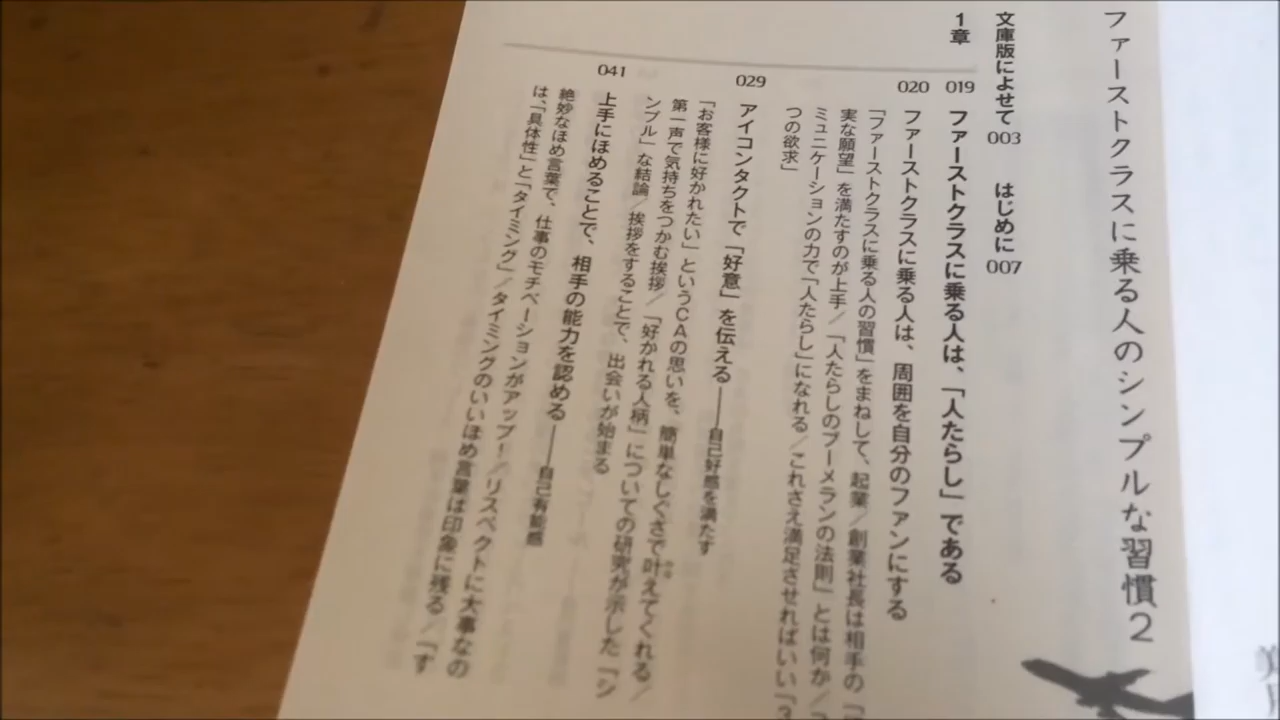 ファーストクラスに乗る人のシンプルな習慣2
文庫版によせて 003 はじめに 007
1章
019 ファーストクラスに乗る人は、「人たらし」である
020 ファーストクラスに乗る人は、周囲を自分のファンにする
「ファーストクラスに乗る人の習慣」をまねして、起業/創業社長は相手の「
実な願望」を満たすのが上手/「人たらしのブーメランの法則」とは何か/「
ミュニケーションの力で「人たらし」になれる/これさえ満足させればいい「3
つの欲求」
029 アイコンタクトで「好意」を伝える――自己好感を満たす
「お客様に好かれたい」というCAの思いを、簡単なしぐさで叶えてくれる/
第一声で気持ちをつかむ挨拶/「好かれる人柄」についての研究が示した「シ
ンプル」な結論/挨拶をすることで、出会いが始まる
041 上手にほめることで、相手の能力を認める――自己有能感
絶妙なほめ言葉で、仕事のモチベーションがアップ!/リスペクトに大事なの
は、「具体性」と「タイミング」/タイミングのいいほめ言葉は印象に残る/「す